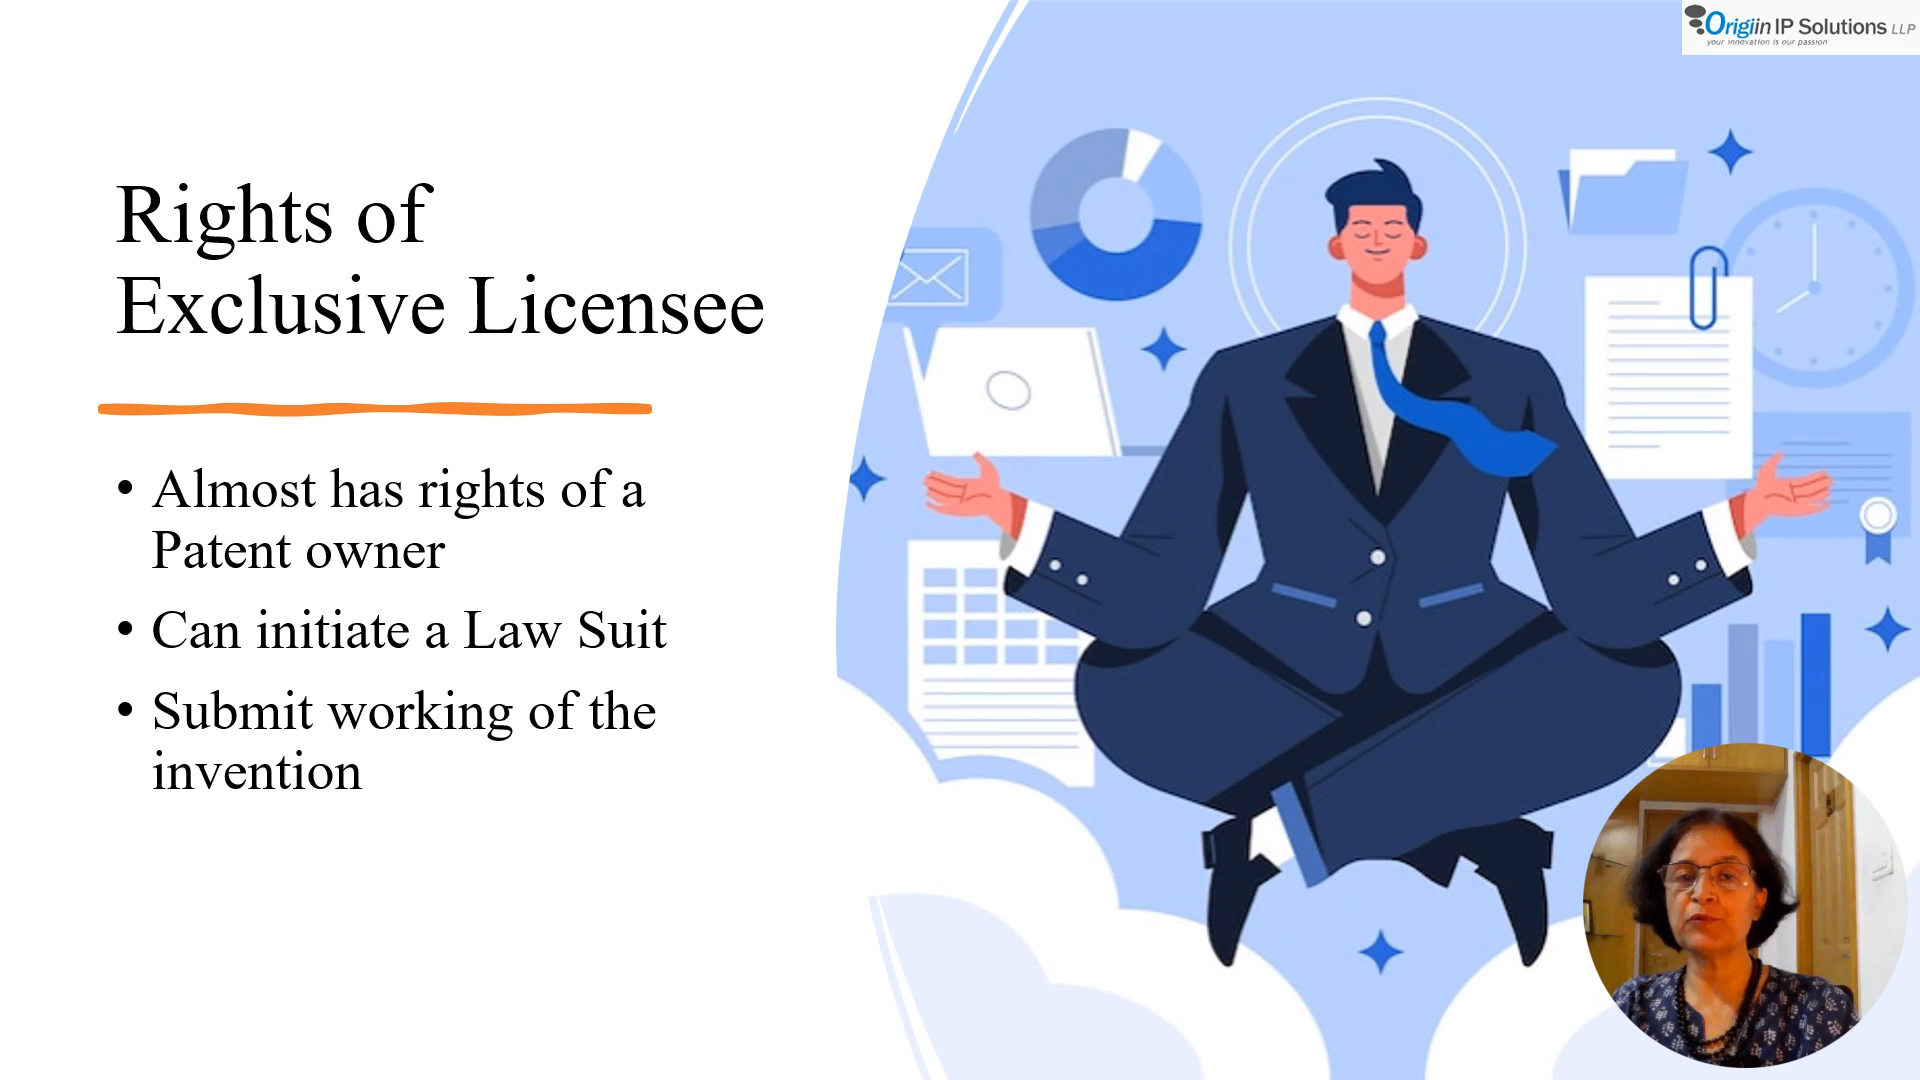 Origiin IP Solutions LLP
your innovation is our passion
Rights of
Exclusive Licensee
• Almost has rights of a
Patent owner
• Can initiate a Law Suit
• Submit working of the
invention